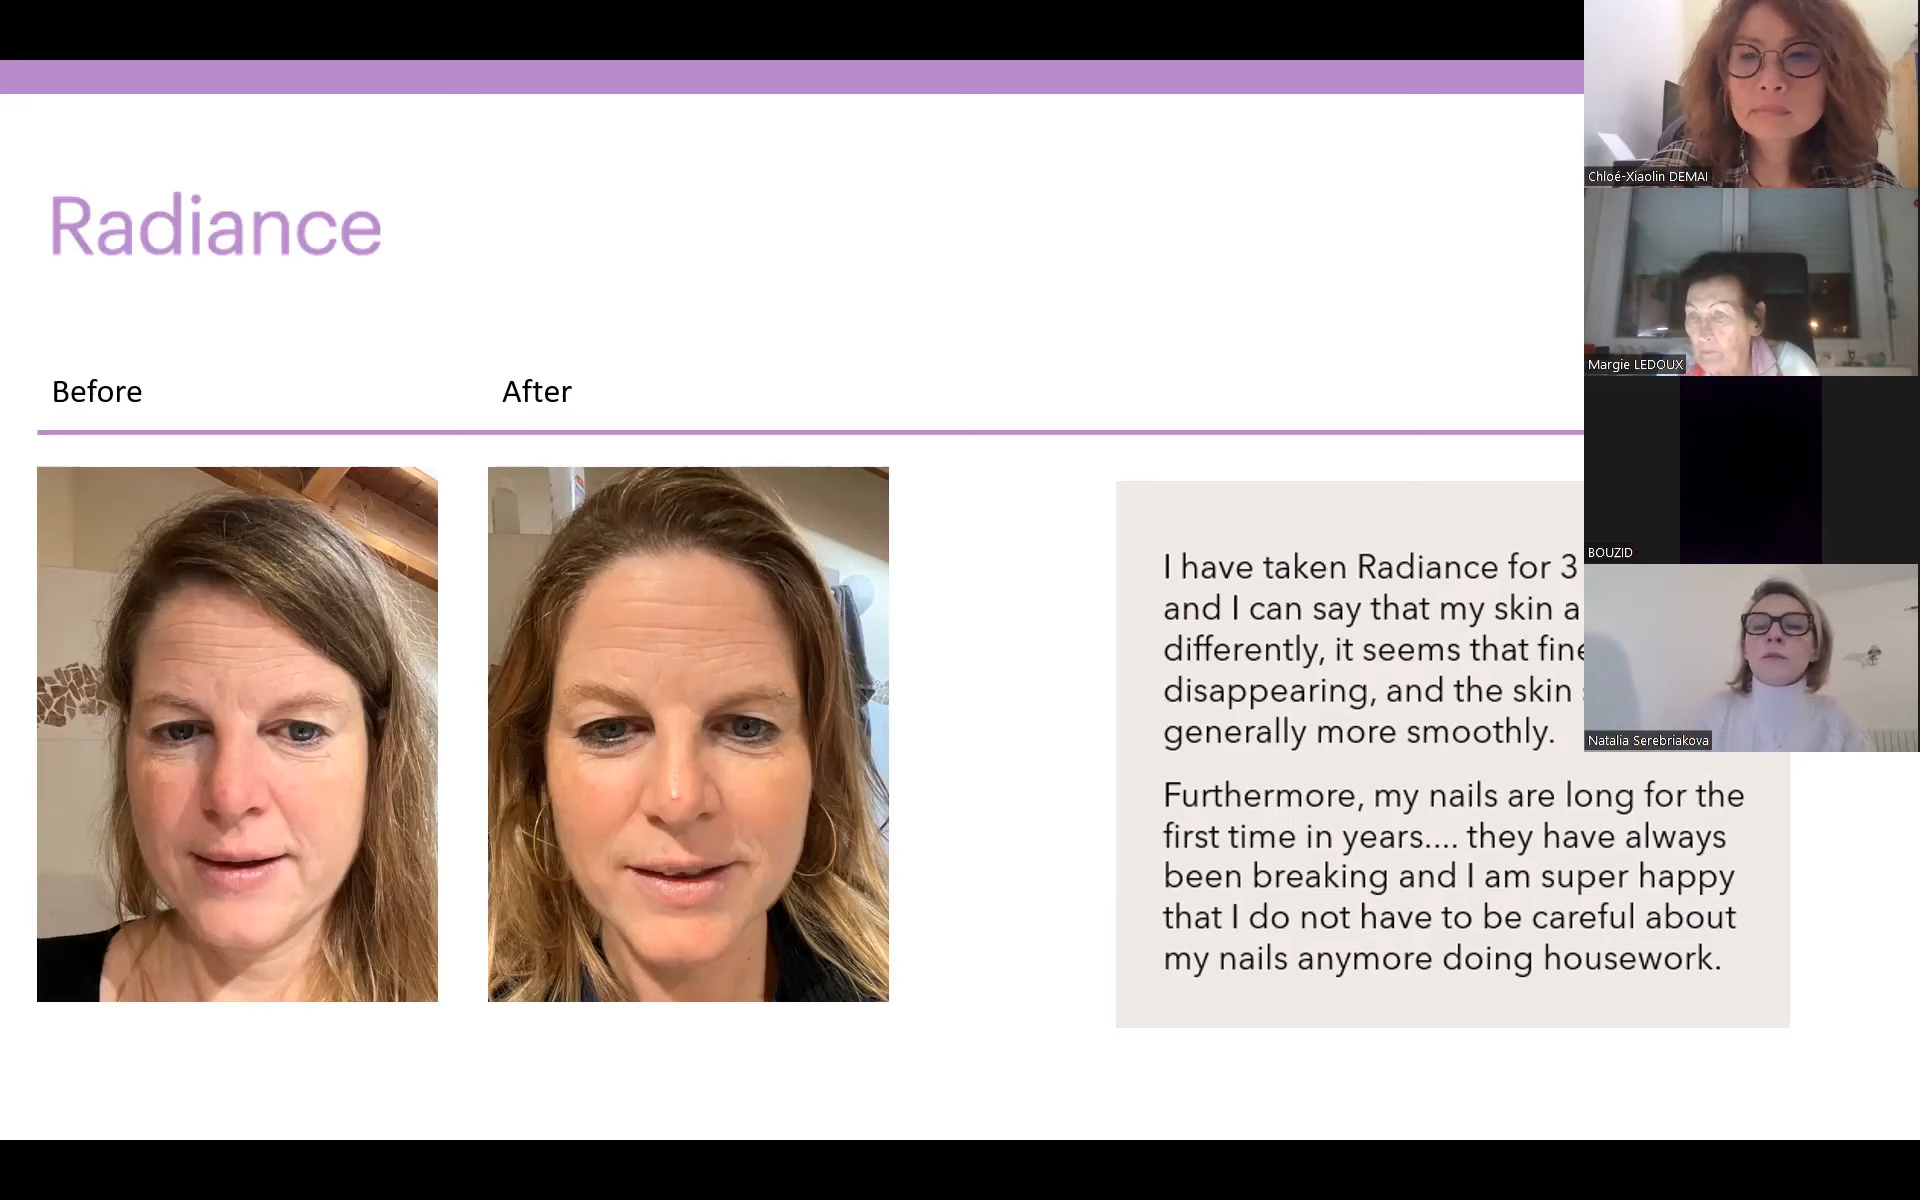 Radiance
Before
After
I have taken Radiance for 3
and I can say that my skin a
differently, it seems that fine
disappearing, and the skin
generally more smoothly.
Furthermore, my nails are long for the
first time in years.... they have always
been breaking and I am super happy
that I do not have to be careful about
my nails anymore doing housework.
Chloé-Xiaolin DEMAI
Margie LEDOUX
BOUZID
Natalia Serebriakova